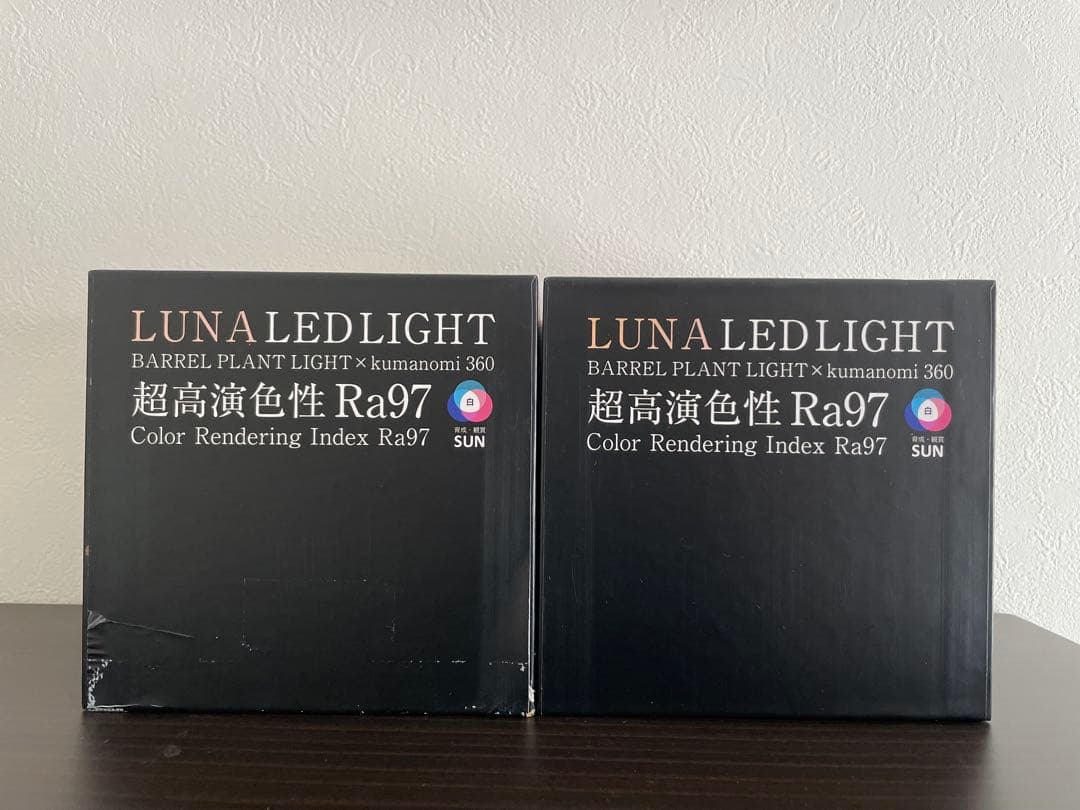 LUNA LED LIGHT
BARREL PLANT LIGHT×kumanomi 360
超高演色性 Ra97
Color Rendering Index Ra97
白
育成・観賞
SUN
LUNA LED LIGHT
BARREL PLANT LIGHT×kumanomi 360
超高演色性 Ra97
Color Rendering Index Ra97
白
育成・観賞
SUN